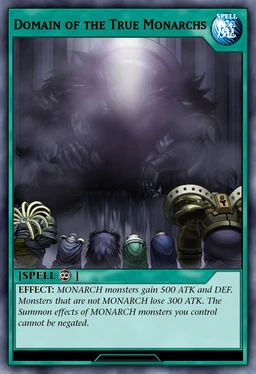 DOMAIN OF THE TRUE MONARCHS
SPELL
[SPELL ]
EFFECT: MONARCH monsters gain 500 ATK and DEF.
Monsters that are not MONARCH lose 300 ATK. The
Summon effects of MONARCH monsters you control
cannot be negated.